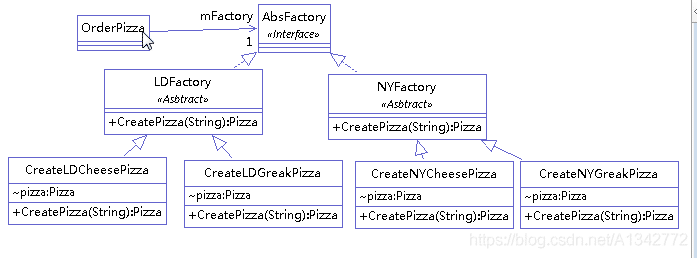 OrderPizza
mFactory
1
AbsFactory
«Interface»
LDFactory
«Asbtract»
+CreatePizza(String):Pizza
NYFactory
«Asbtract»
+CreatePizza(String):Pizza
CreateLDCheesePizza
~pizza:Pizza
+CreatePizza(String):Pizza
CreateLDGreakPizza
~pizza:Pizza
+CreatePizza(String):Pizza
CreateNYCheesePizza
~pizza:Pizza
+CreatePizza(String):Pizza
CreateNYGreakPizza
~pizza:Pizza
+CreatePizza(String):Pizza
https://blog.csdn.net/A1342772